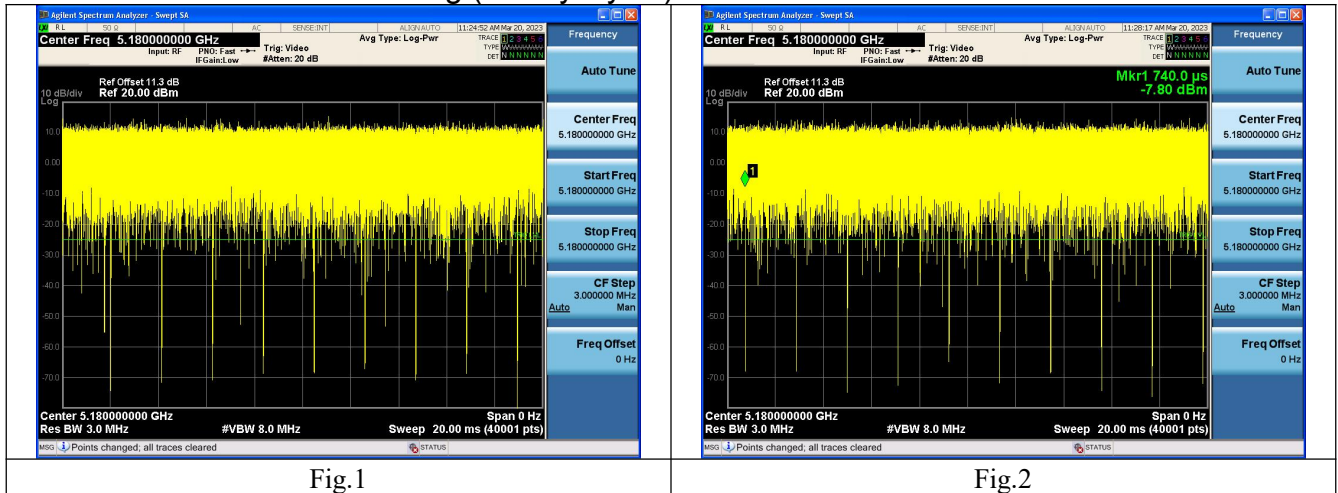 Agilent Spectrum Analyzer - Swept SA
RL 50 Ω AC SENSE:INT ALIGN AUTO 11:24:52 AM Mar 20, 2023
Center Freq 5.180000000 GHz
Input: RF PNO: Fast Trig: Video Avg Type: Log-Pwr TRACE 1 2 3 4 5 6
IFGain:Low #Atten: 20 dB TYPE
DET N N N N N N
Ref Offset 11.3 dB
10 dB/div Ref 20.00 dBm
Log
10.0
0.00
-10.0
-20.0
-30.0
-40.0
-50.0
-60.0
-70.0
Center 5.180000000 GHz Span 0 Hz
Res BW 3.0 MHz #VBW 8.0 MHz Sweep 20.00 ms (40001 pts)
MSG Points changed; all traces cleared STATUS
Frequency
Auto Tune
Center Freq
5.180000000 GHz
Start Freq
5.180000000 GHz
Stop Freq
5.180000000 GHz
CF Step
3.000000 MHz
Auto Man
Freq Offset
0 Hz
Fig.1
Agilent Spectrum Analyzer - Swept SA
RL 50 Ω AC SENSE:INT ALIGN AUTO 11:28:17 AM Mar 20, 2023
Center Freq 5.180000000 GHz
Input: RF PNO: Fast Trig: Video Avg Type: Log-Pwr TRACE 1 2 3 4 5 6
IFGain:Low #Atten: 20 dB TYPE
DET N N N N N N
Mkr1 740.0 µs
-7.80 dBm
Ref Offset 11.3 dB
10 dB/div Ref 20.00 dBm
Log
10.0
0.00
-10.0
-20.0
-30.0
-40.0
-50.0
-60.0
-70.0
1
Center 5.180000000 GHz Span 0 Hz
Res BW 3.0 MHz #VBW 8.0 MHz Sweep 20.00 ms (40001 pts)
MSG Points changed; all traces cleared STATUS
Frequency
Auto Tune
Center Freq
5.180000000 GHz
Start Freq
5.180000000 GHz
Stop Freq
5.180000000 GHz
CF Step
3.000000 MHz
Auto Man
Freq Offset
0 Hz
Fig.2